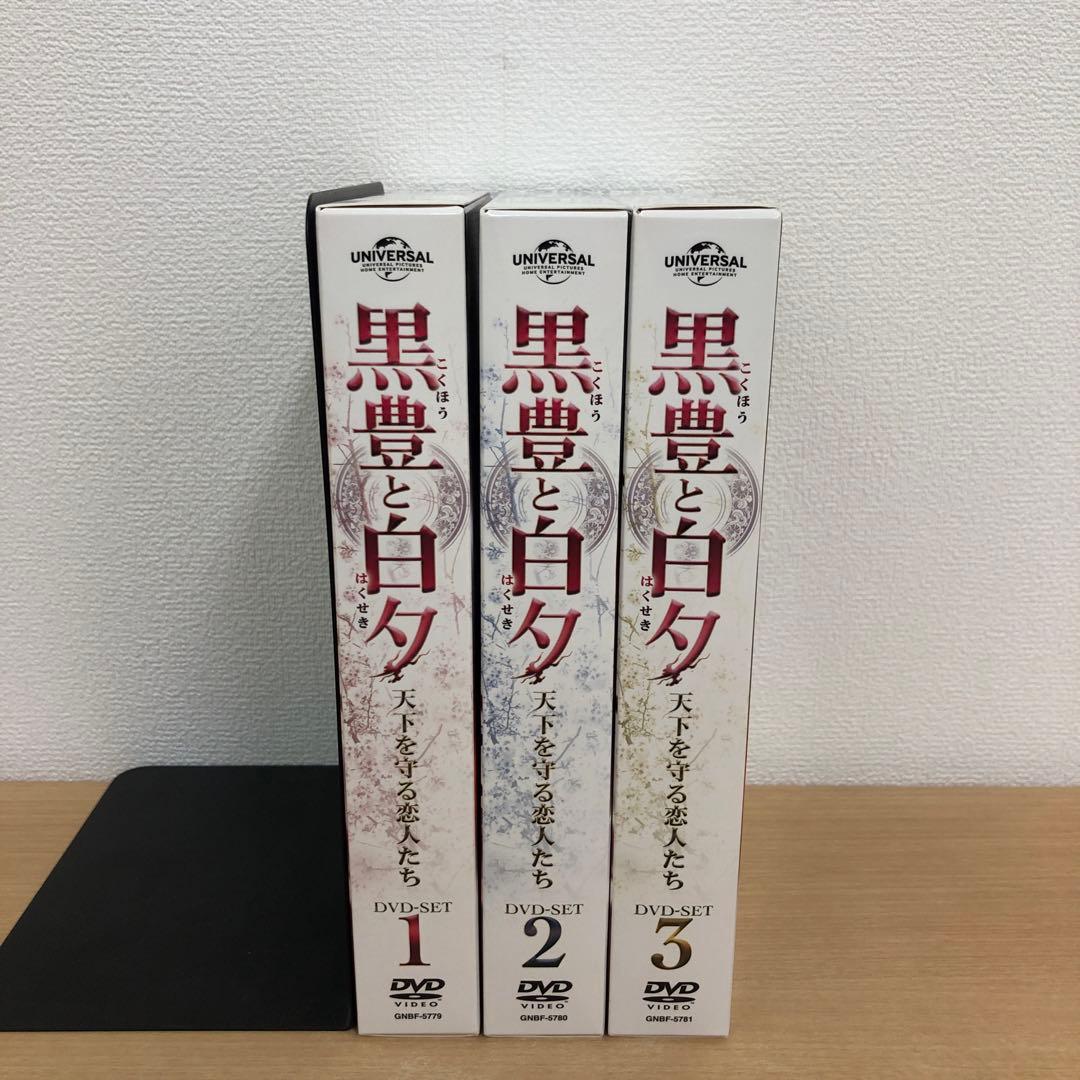 UNIVERSAL
UNIVERSAL PICTURES
HOME ENTERTAINMENT
黒豊と白夕
こくほう
はくせき
天下を守る恋人たち
DVD-SET
1
DVD
VIDEO
GNBF-5779
UNIVERSAL
UNIVERSAL PICTURES
HOME ENTERTAINMENT
黒豊と白夕
こくほう
はくせき
天下を守る恋人たち
DVD-SET
2
DVD
VIDEO
GNBF-5780
UNIVERSAL
UNIVERSAL PICTURES
HOME ENTERTAINMENT
黒豊と白夕
こくほう
はくせき
天下を守る恋人たち
DVD-SET
3
DVD
VIDEO
GNBF-5781